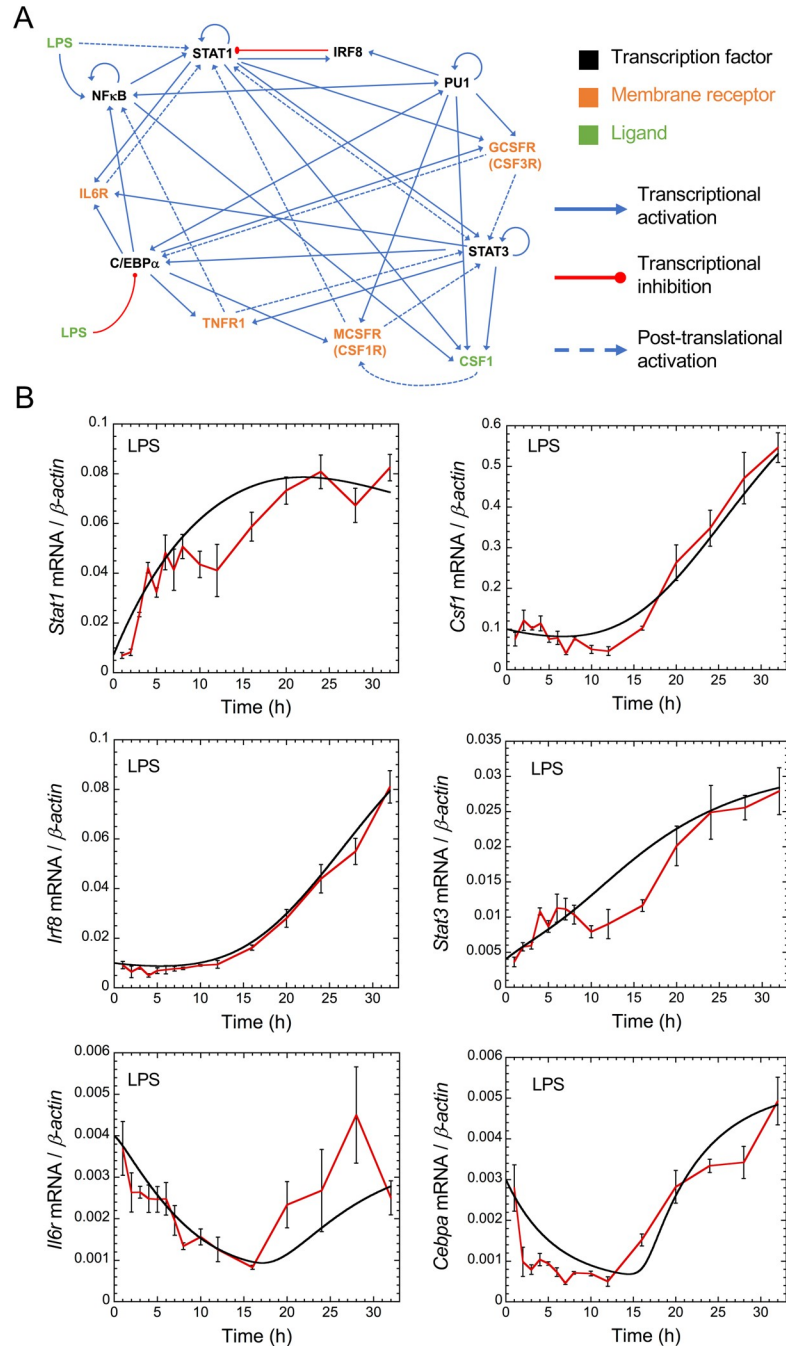 A
LPS
STAT1
IRF8
NFκB
PU1
GCSFR
(CSF3R)
IL6R
C/EBPα
STAT3
LPS
TNFR1
MCSFR
(CSF1R)
CSF1
Transcription factor
Membrane receptor
Ligand
Transcriptional
activation
Transcriptional
inhibition
Post-translational
activation
B
LPS
Stat1 mRNA / β-actin
0.1
0.08
0.06
0.04
0.02
0
0 5 10 15 20 25 30
Time (h)
LPS
Csf1 mRNA / β-actin
0.6
0.5
0.4
0.3
0.2
0.1
0
0 5 10 15 20 25 30
Time (h)
LPS
Irf8 mRNA / β-actin
0.1
0.08
0.06
0.04
0.02
0
0 5 10 15 20 25 30
Time (h)
LPS
Stat3 mRNA / β-actin
0.035
0.03
0.025
0.02
0.015
0.01
0.005
0
0 5 10 15 20 25 30
Time (h)
LPS
Il6r mRNA / β-actin
0.006
0.005
0.004
0.003
0.002
0.001
0
0 5 10 15 20 25 30
Time (h)
LPS
Cebpa mRNA / β-actin
0.006
0.005
0.004
0.003
0.002
0.001
0
0 5 10 15 20 25 30
Time (h)